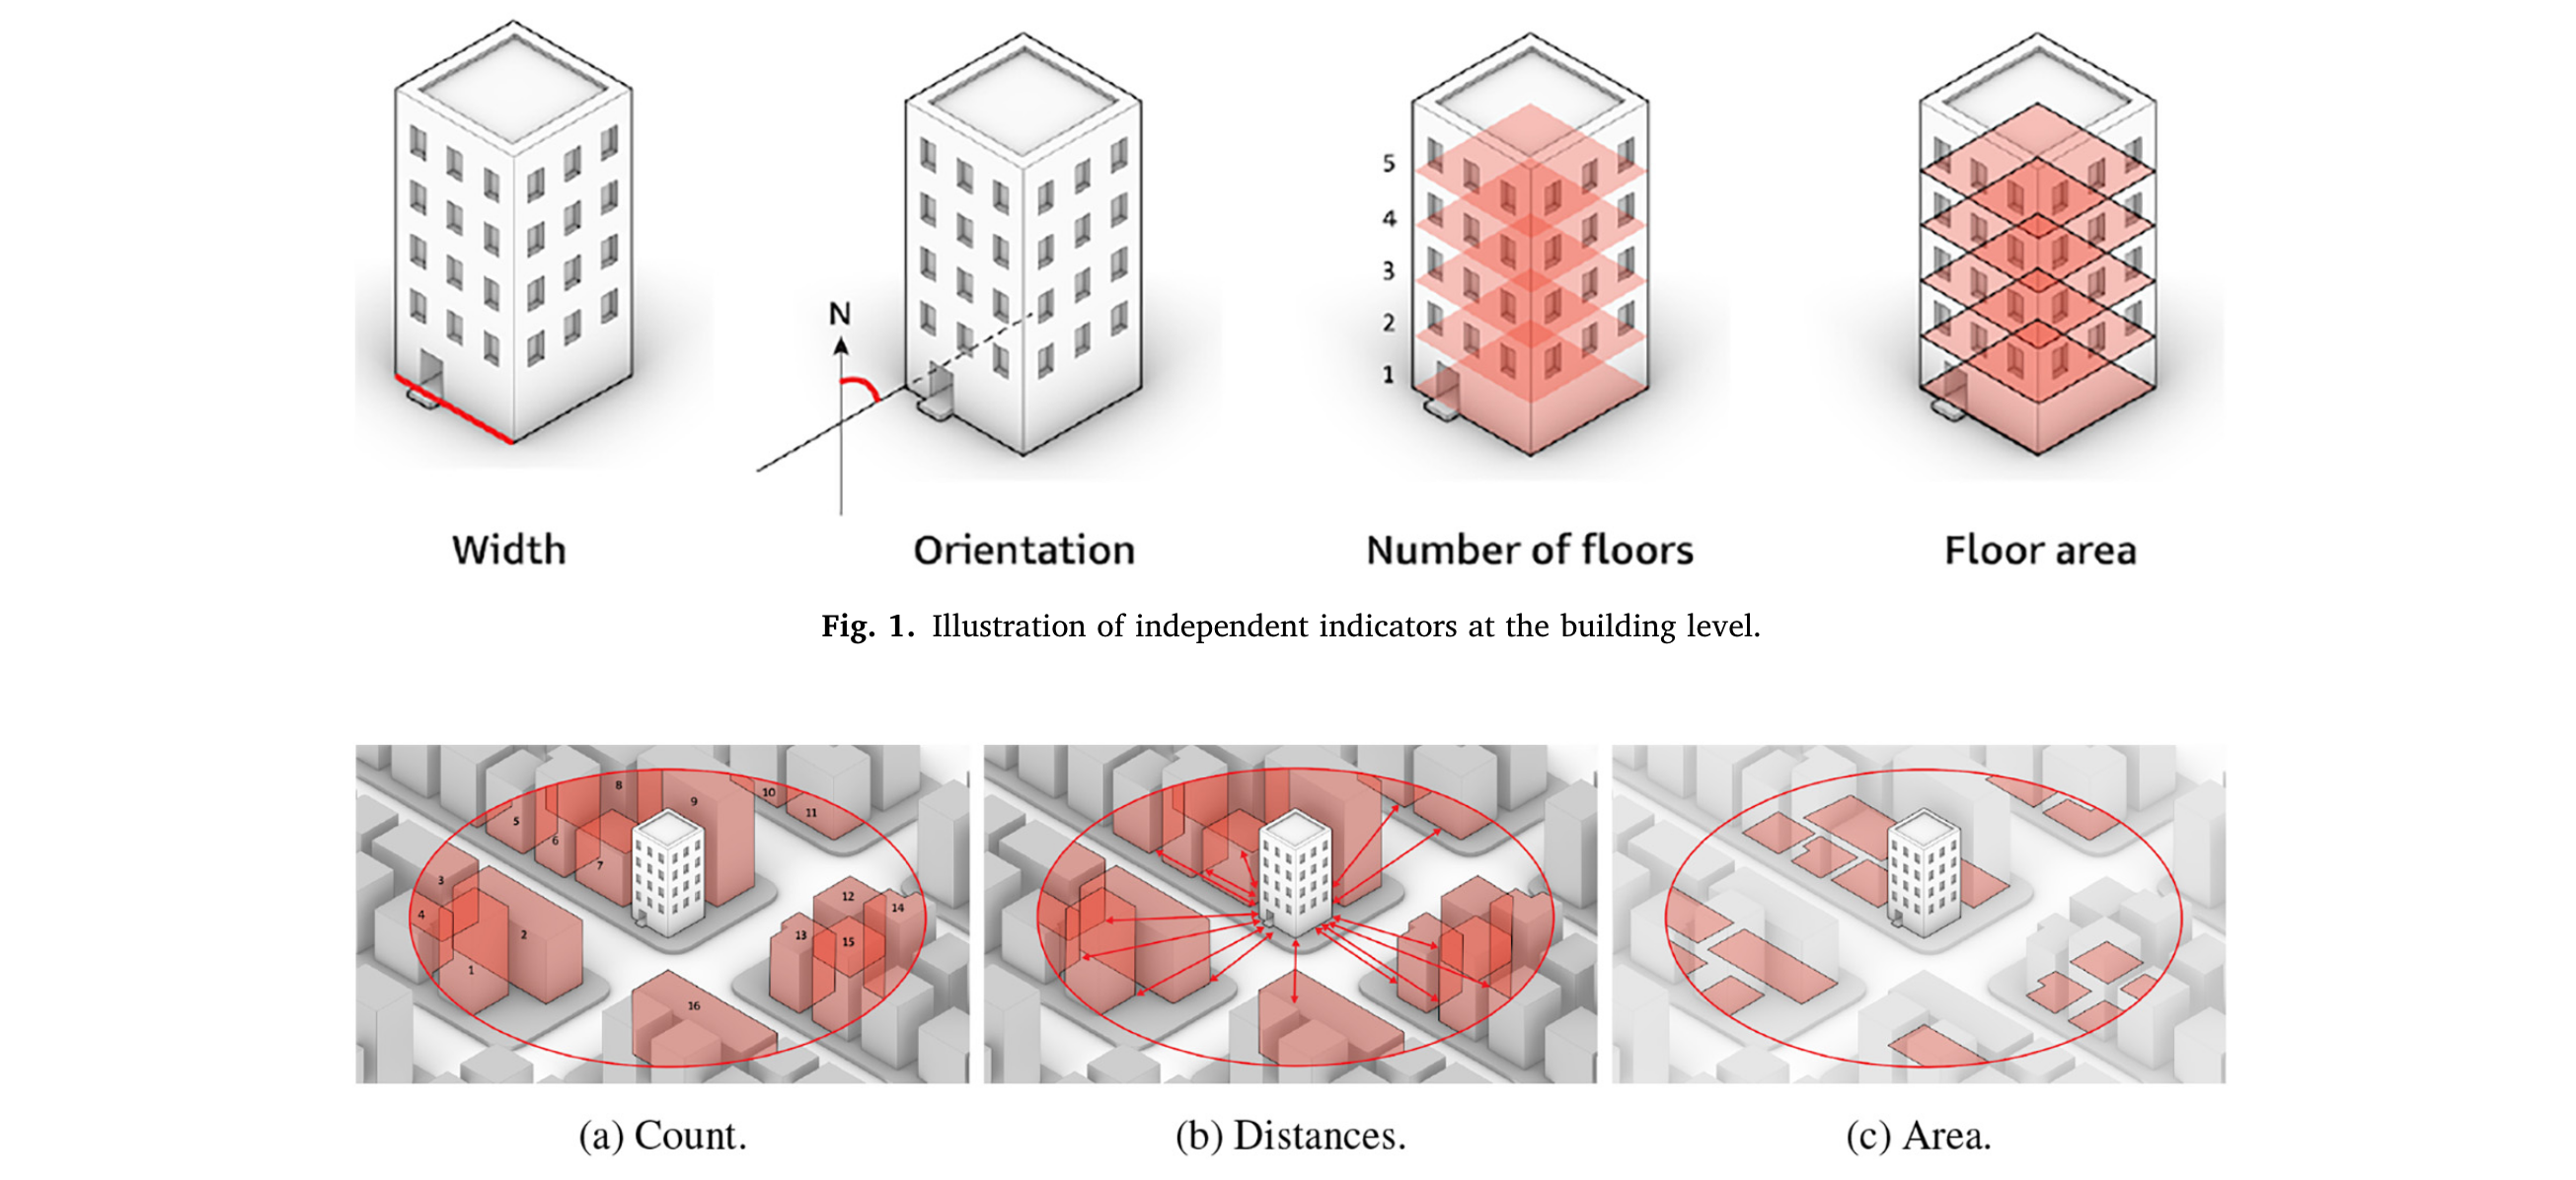 N
5
4
3
2
1
Width
Orientation
Number of floors
Floor area
Fig. 1. Illustration of independent indicators at the building level.
8
9
10
11
5
6
7
3
4
2
1
12
14
13
15
16
(a) Count.
(b) Distances.
(c) Area.